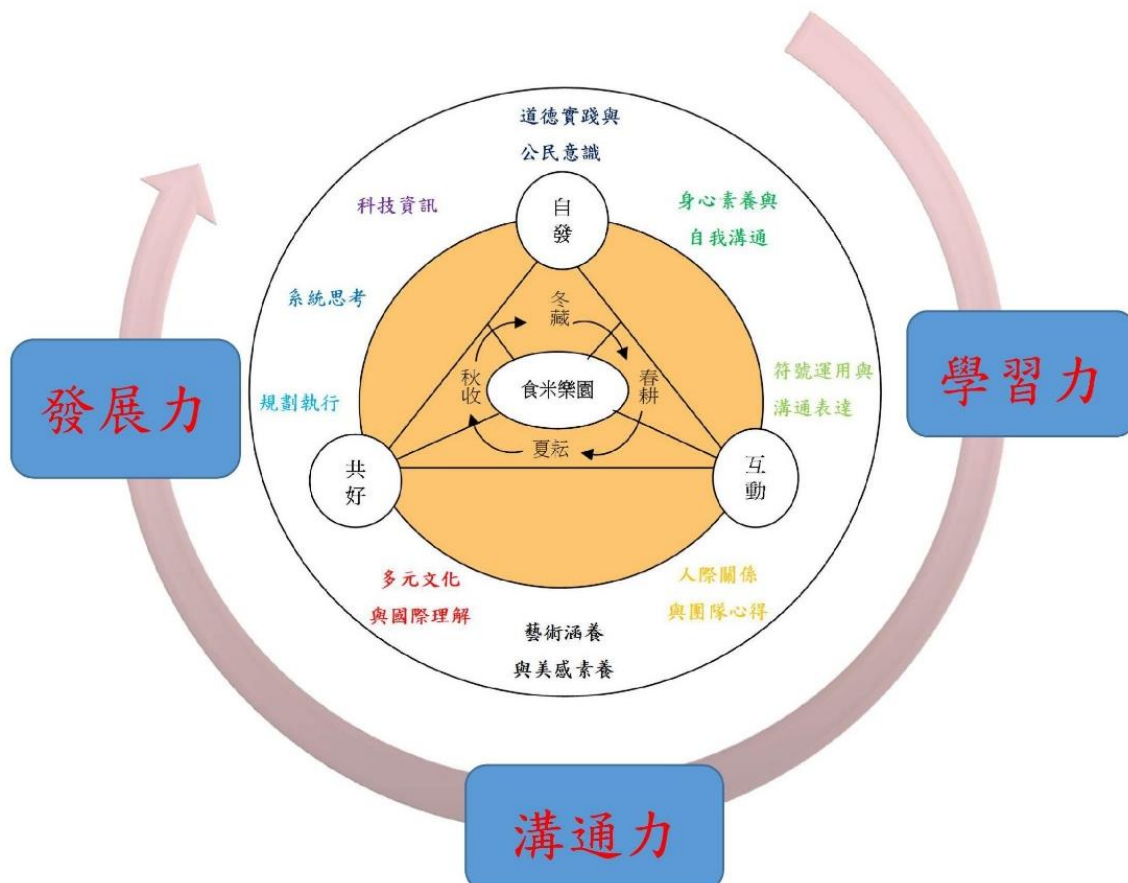 道德實踐與
公民意識
科技資訊
身心素養與
自我溝通
自
發
系統思考
冬
藏
發展力
學習力
規劃執行
秋
收
食米樂園
春
耕
符號運用與
溝通表達
夏耘
共
好
互
動
多元文化
與國際理解
人際關係
與團隊心得
藝術涵養
與美感素養
溝通力